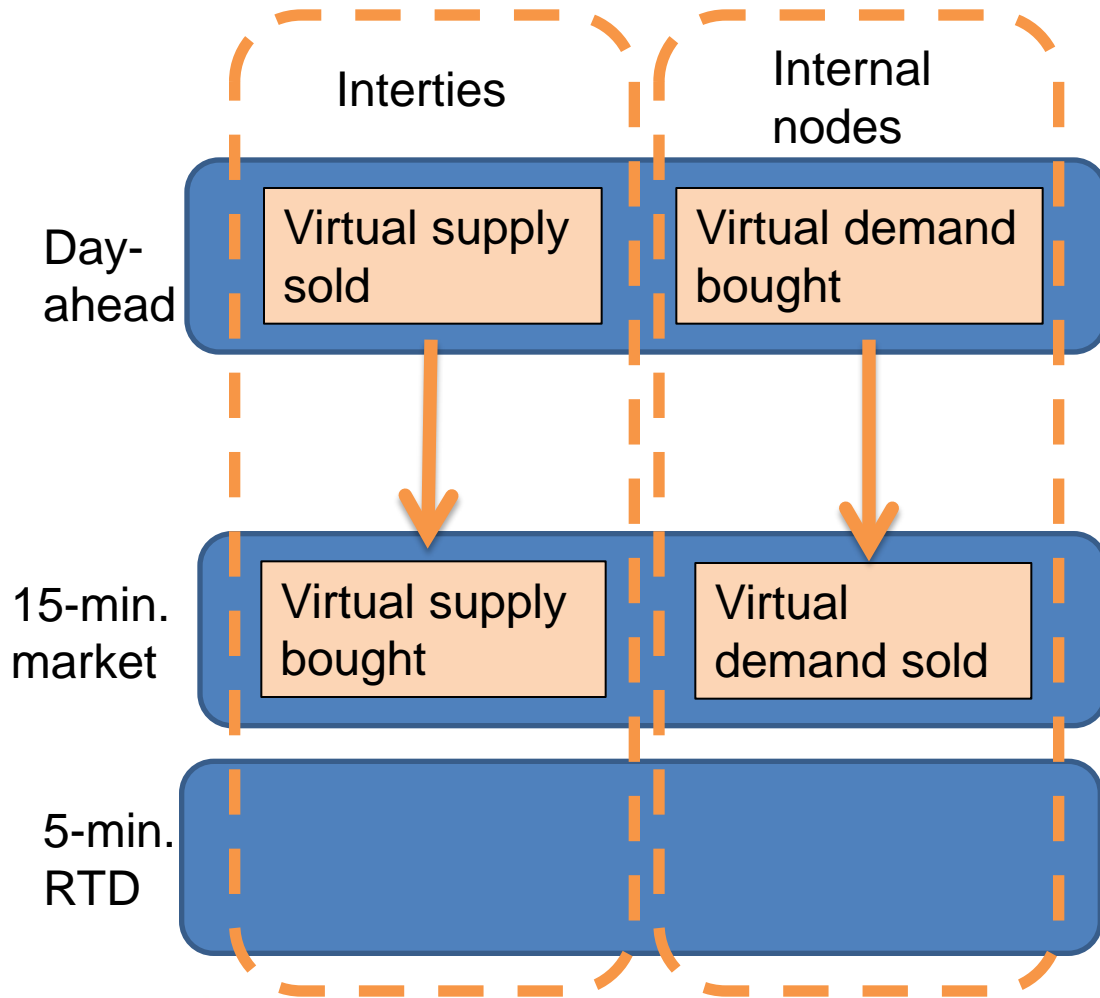 Interties
Internal
nodes
Day-
ahead
Virtual supply
sold
Virtual demand
bought
15-min.
market
Virtual supply
bought
Virtual
demand sold
5-min.
RTD